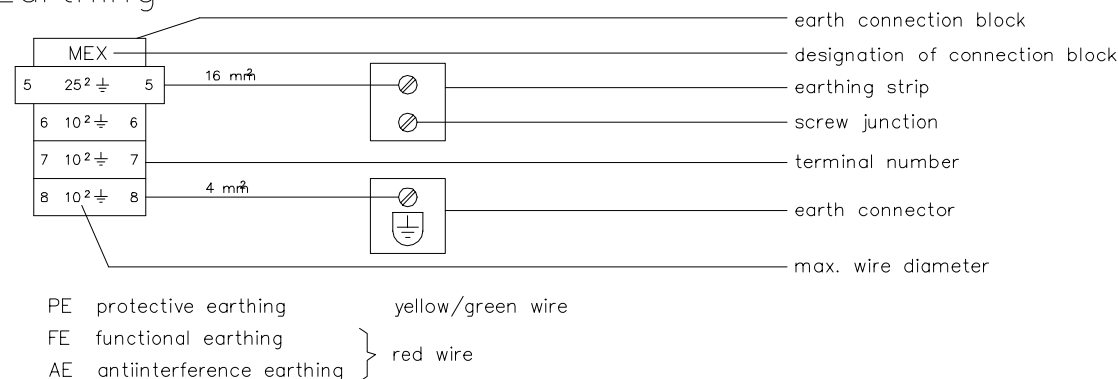 Earthing
earth connection block
MEX
designation of connection block
5 25² 5
16 mm²
earthing strip
6 10² 6
screw junction
7 10² 7
terminal number
8 10² 8
4 mm²
earth connector
max. wire diameter
PE protective earthing yellow/green wire
FE functional earthing
red wire
AE antiinterference earthing